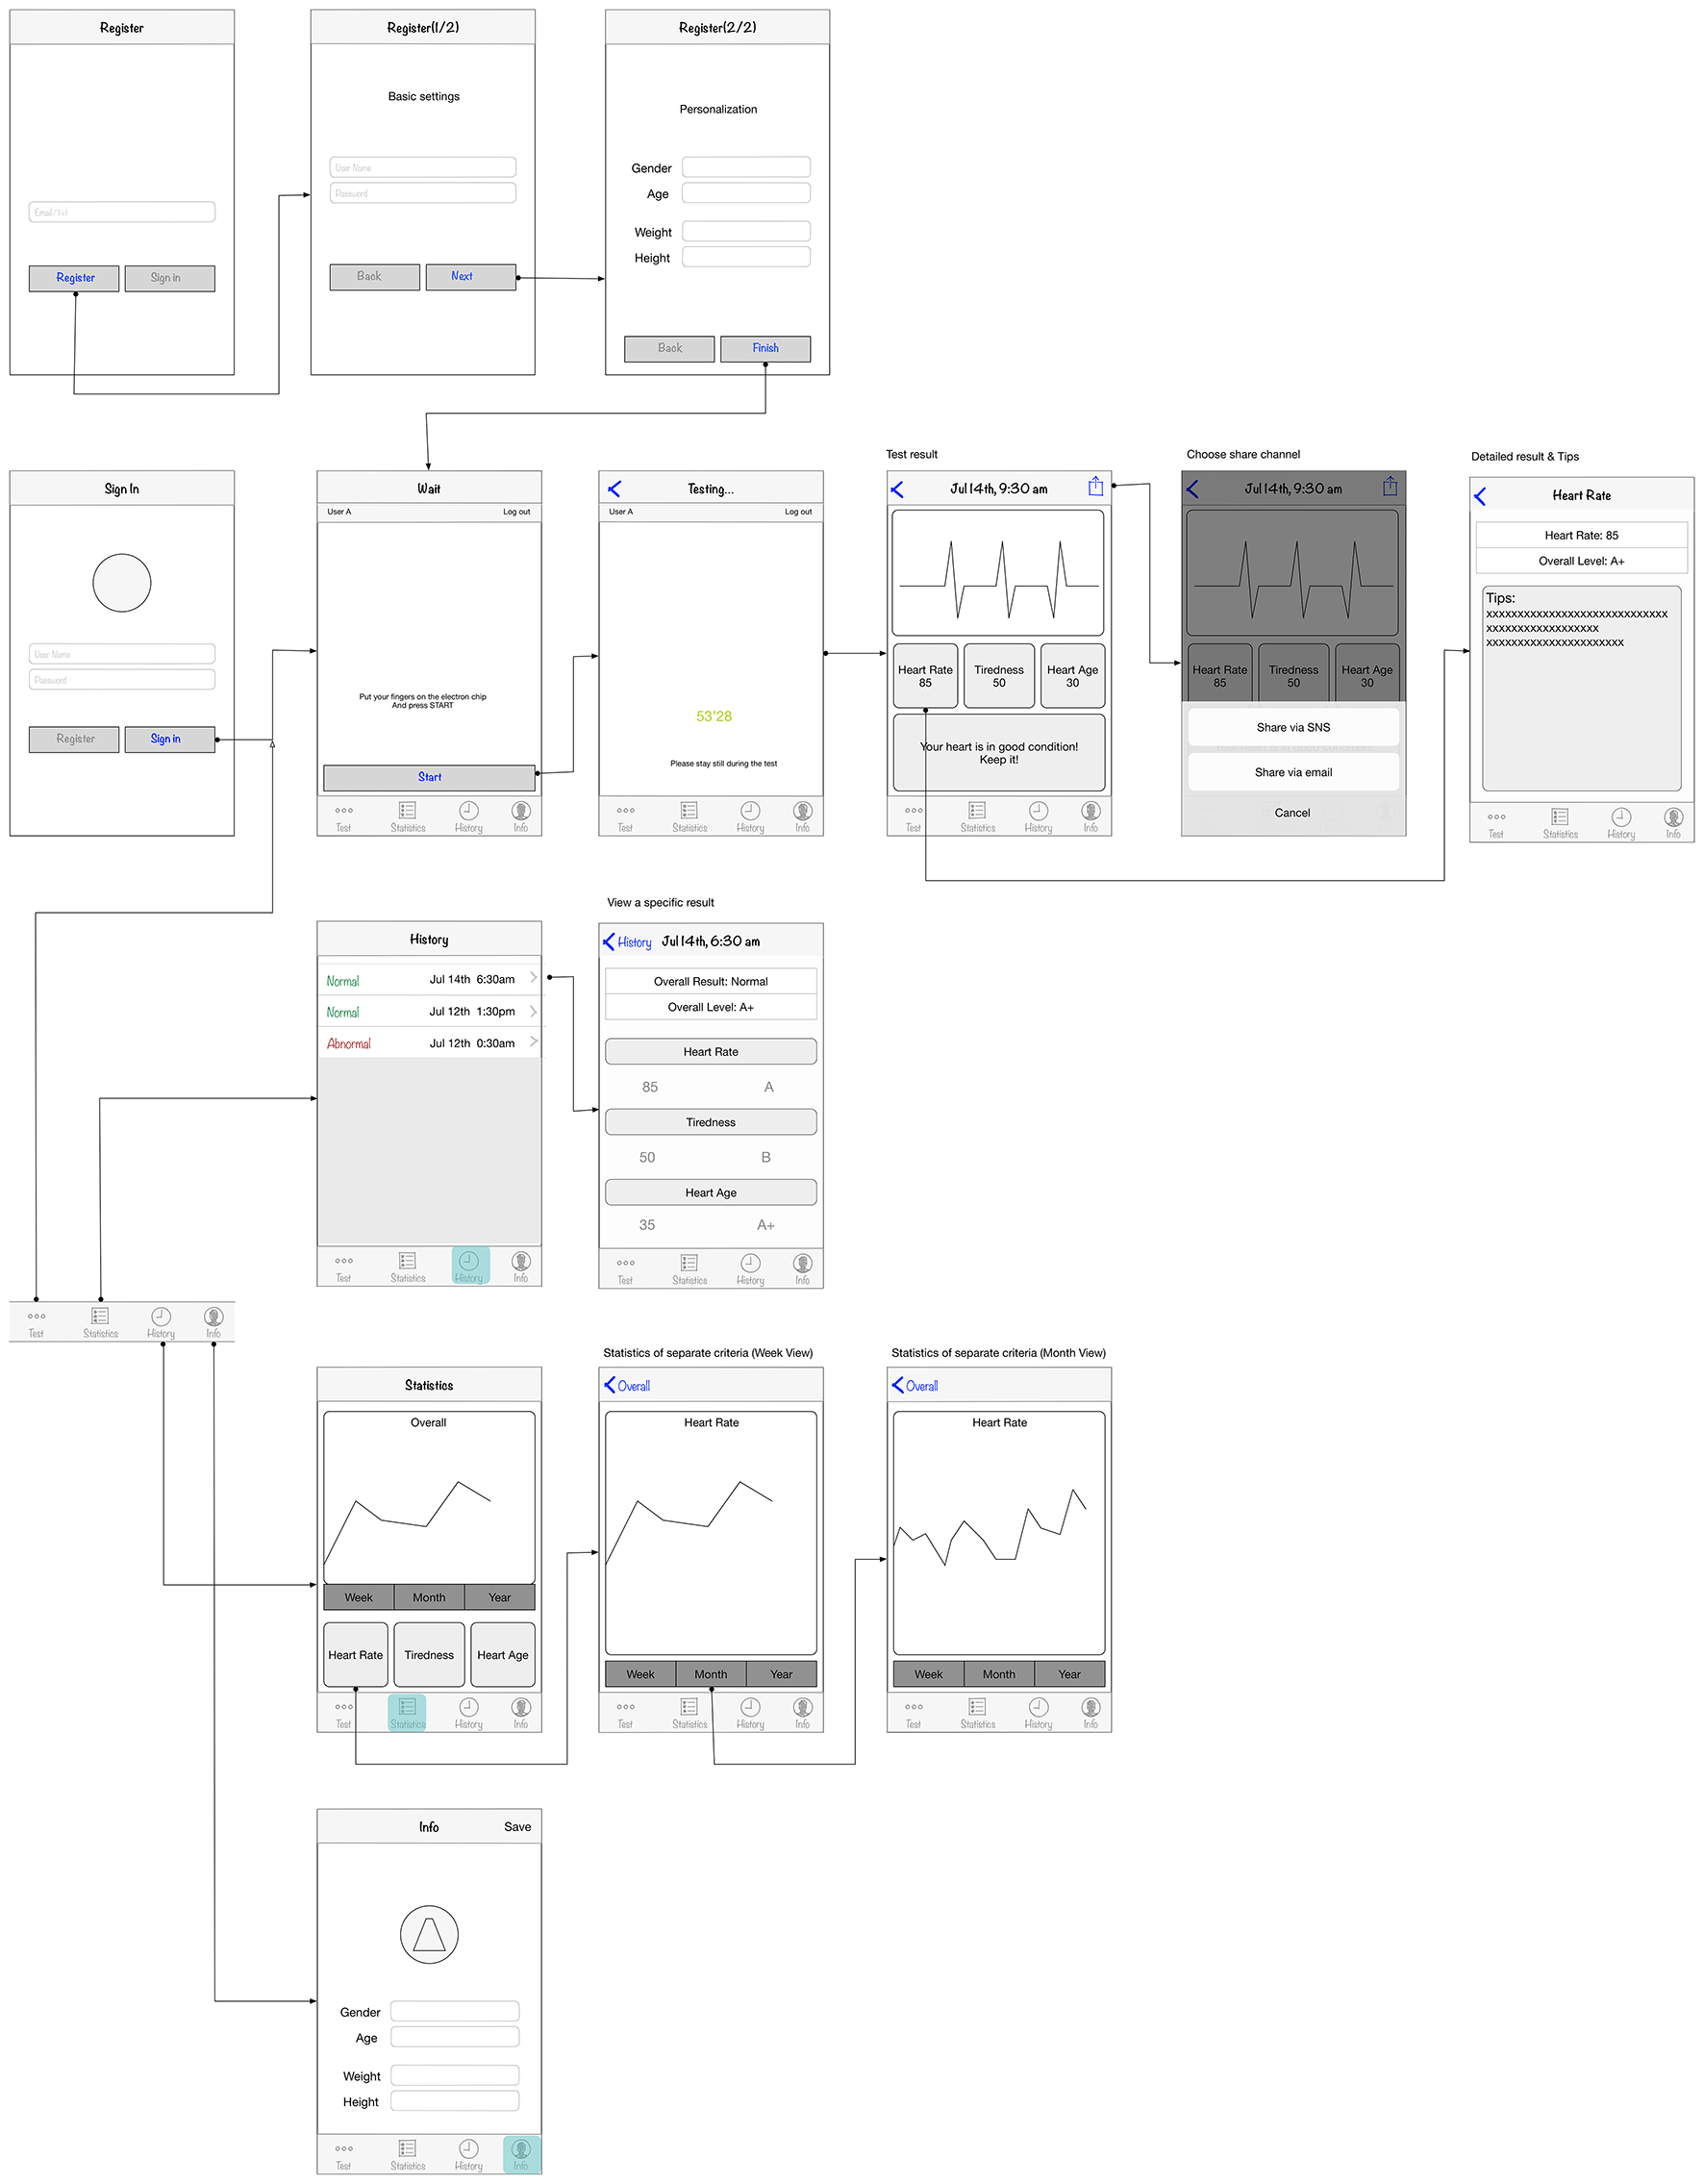 Register
Email/Tel
Register
Sign in
Register(1/2)
Basic settings
User Name
Password
Back
Next
Register(2/2)
Personalization
Gender
Age
Weight
Height
Back
Finish
Sign In
User Name
Password
Register
Sign in
Wait
User A
Log out
Put your fingers on the electron chip
And press START
Start
Test
Statistics
History
Info
Testing...
User A
Log out
53'28
Please stay still during the test
Test
Statistics
History
Info
Test result
Jul 14th, 9:30 am
Heart Rate
85
Tiredness
50
Heart Age
30
Your heart is in good condition!
Keep it!
Test
Statistics
History
Info
Choose share channel
Jul 14th, 9:30 am
Heart Rate
85
Tiredness
50
Heart Age
30
Share via SNS
Your heart is in good condition!
Share via email
Cancel
Detailed result & Tips
Heart Rate
Heart Rate: 85
Overall Level: A+
Tips:
xxxxxxxxxxxxxxxxxxxxxxxxxxxxx
xxxxxxxxxxxxxxxxxx
xxxxxxxxxxxxxxxxxxxxxx
Test
Statistics
History
Info
History
Normal
Jul 14th 6:30am
Normal
Jul 12th 1:30pm
Abnormal
Jul 12th 0:30am
Test
Statistics
History
Info
View a specific result
History
Jul 14th, 6:30 am
Overall Result: Normal
Overall Level: A+
Heart Rate
85
A
Tiredness
50
B
Heart Age
35
A+
Test
Statistics
History
Info
Test
Statistics
History
Info
Statistics
Overall
Week
Month
Year
Heart Rate
Tiredness
Heart Age
Test
Statistics
History
Info
Statistics of separate criteria (Week View)
Overall
Heart Rate
Week
Month
Year
Test
Statistics
History
Info
Statistics of separate criteria (Month View)
Overall
Heart Rate
Week
Month
Year
Test
Statistics
History
Info
Info
Save
Gender
Age
Weight
Height
Test
Statistics
History
Info